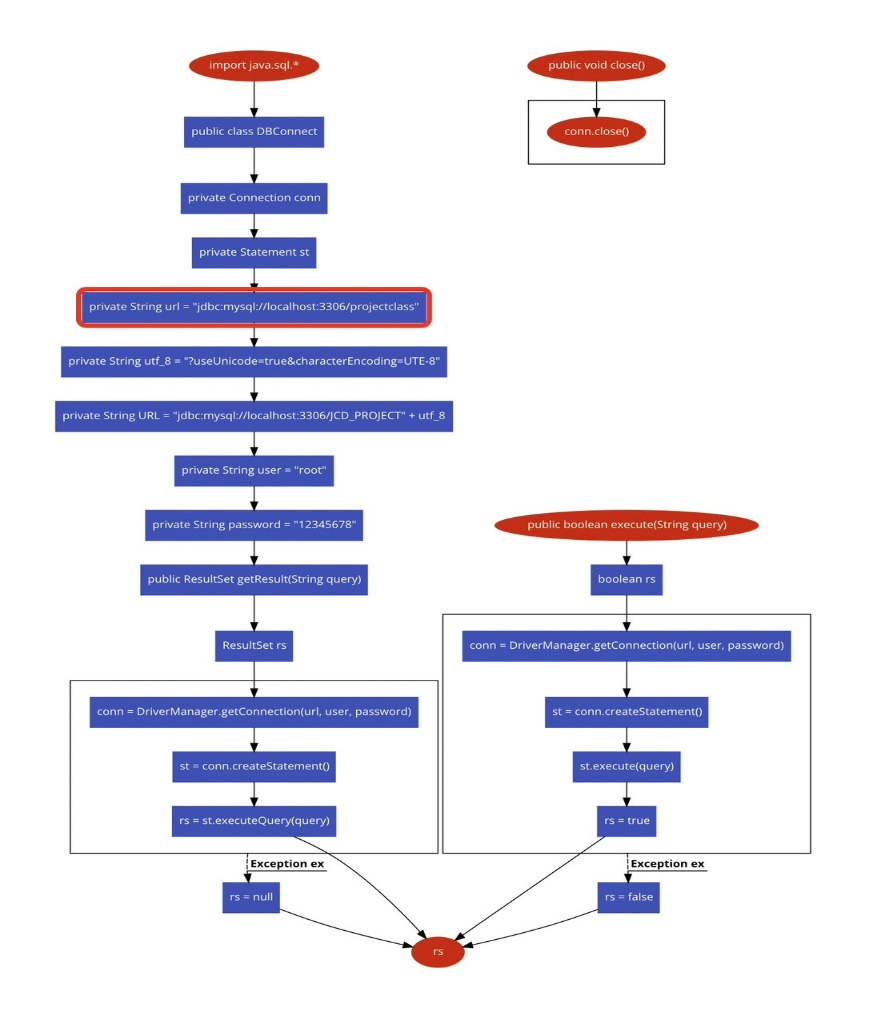 import java.sql.*
public class DBConnect
private Connection conn
private Statement st
private String url = "jdbc:mysql://localhost:3306/projectclass"
private String utf_8 = "?useUnicode=true&characterEncoding=UTE-8"
private String URL = "jdbc:mysql://localhost:3306/JCD_PROJECT" + utf_8
private String user = "root"
private String password = "12345678"
public ResultSet getResult(String query)
ResultSet rs
conn = DriverManager.getConnection(url, user, password)
st = conn.createStatement()
rs = st.executeQuery(query)
Exception ex
rs = null
public void close()
conn.close()
public boolean execute(String query)
boolean rs
conn = DriverManager.getConnection(url, user, password)
st = conn.createStatement()
st.execute(query)
rs = true
Exception ex
rs = false
rs